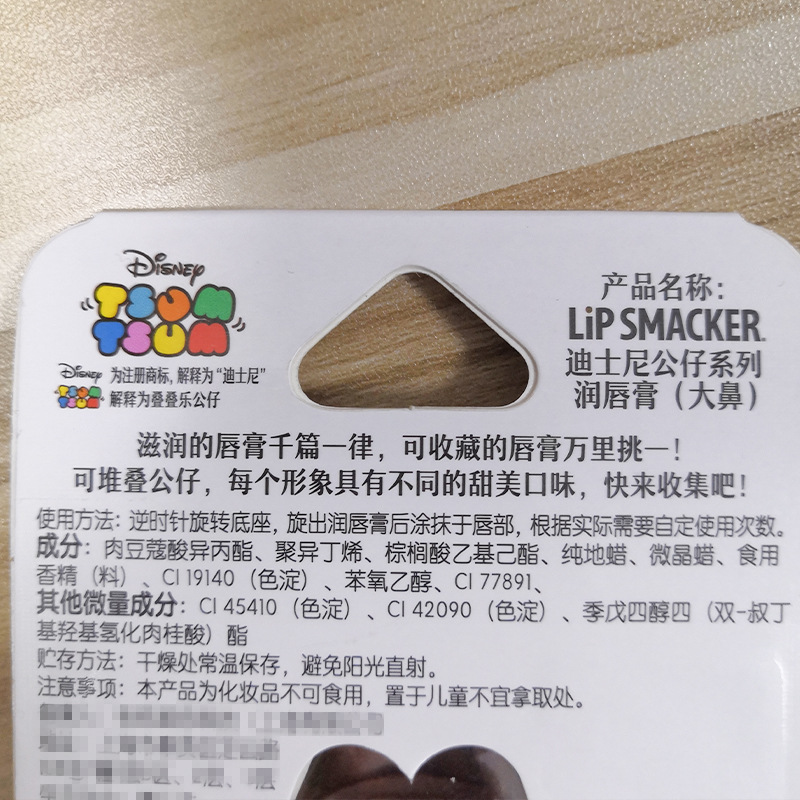 Disney
TSUM
TSUM
Disney 为注册商标, 解释为“迪士尼”
TSUM TSUM 解释为叠叠乐公仔
产品名称：
LiP SMACKER
迪士尼公仔系列
润唇膏（大鼻）
滋润的唇膏千篇一律，可收藏的唇膏万里挑一！
可堆叠公仔，每个形象具有不同的甜美口味，快来收集吧！
使用方法：逆时针旋转底座，旋出润唇膏后涂抹于唇部，根据实际需要自定使用次数。
成分：肉豆蔻酸异丙酯、聚异丁烯、棕榈酸乙基己酯、纯地蜡、微晶蜡、食用
香精（料）、CI 19140（色淀）、苯氧乙醇、CI 77891、
其他微量成分：CI 45410（色淀）、CI 42090（色淀）、季戊四醇四（双-叔丁
基羟基氢化肉桂酸）酯
贮存方法：干燥处常温保存，避免阳光直射。
注意事项：本产品为化妆品不可食用，置于儿童不宜拿取处。